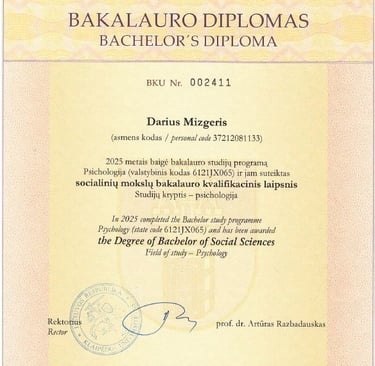 BAKALAURO DIPLOMAS
BACHELOR´S DIPLOMA
BKU Nr. 002411
Darius Mizgeris
(asmens kodas / personal code 37212081133)
2025 metais baigė bakalauro studijų programą
Psichologija (valstybinis kodas 6121JX065) ir jam suteiktas
socialinių mokslų bakalauro kvalifikacinis laipsnis
Studijų kryptis – psichologija
In 2025 completed the Bachelor study programme
Psychology (state code 6121JX065) and has been awarded
the Degree of Bachelor of Social Sciences
Field of study – Psychology
Rektorius
Rector
prof. dr. Artūras Razbadauskas